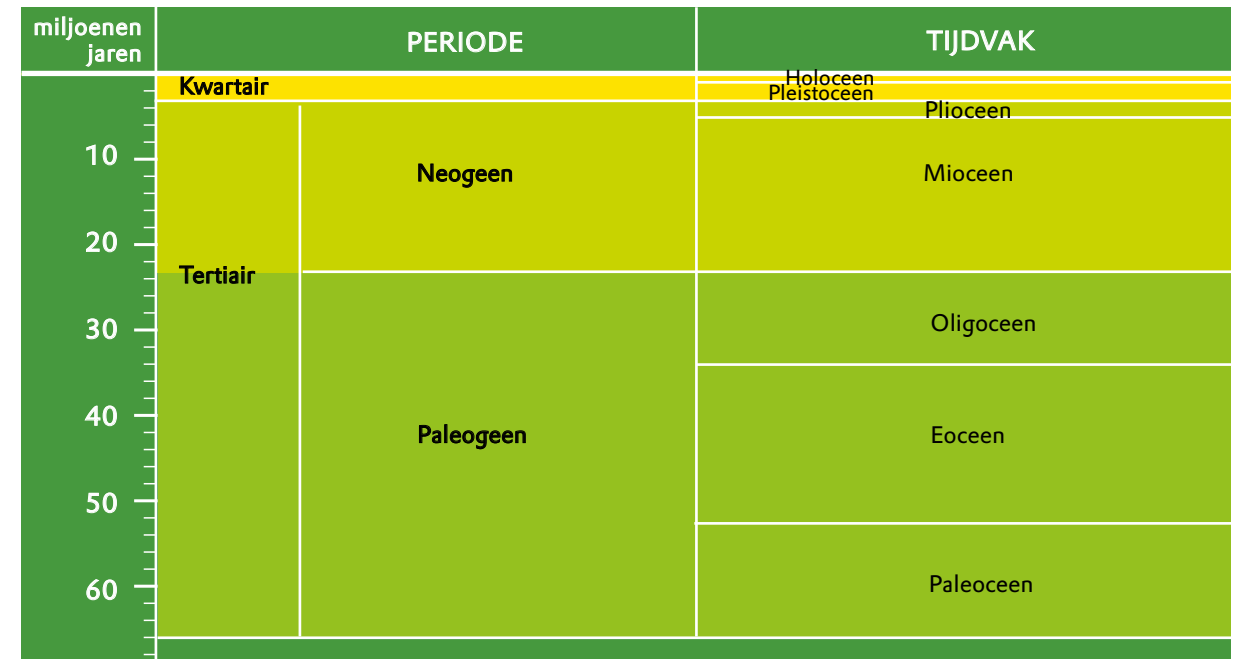 miljoenen
jaren
PERIODE
TIJDVAK
Kwartair
Holoceen
Pleistoceen
Plioceen
10
Neogeen
Mioceen
20
Tertiair
30
Oligoceen
40
Paleogeen
Eoceen
50
60
Paleoceen